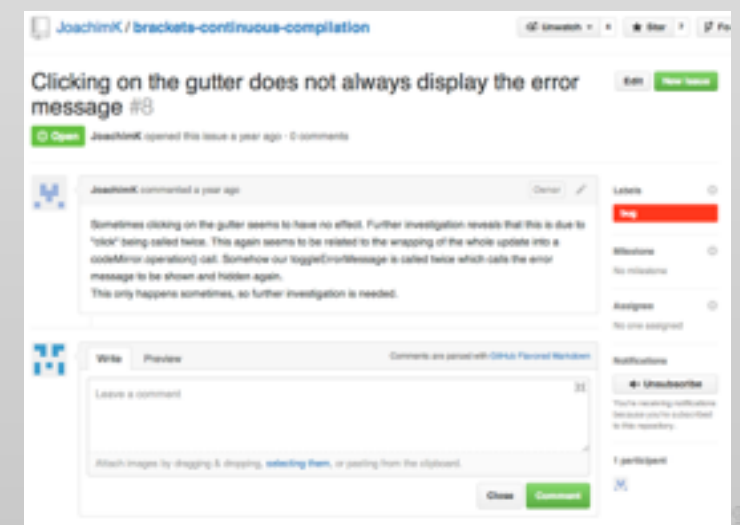 JoachimK / brackets-continuous-compilation
Unwatch
Star
Clicking on the gutter does not always display the error
message #8
Edit
New Issue
Open
JoachimK opened this issue a year ago · 0 comments
JoachimK commented a year ago
Owner
Sometimes clicking on the gutter seems to have no effect. Further investigation reveals that this is due to
"click" being called twice. This again seems to be related to the wrapping of the whole update into a
codeMirror.operation() call. Somehow our toggleErrorMessage is called twice which calls the error
message to be shown and hidden again.
This only happens sometimes, so further investigation is needed.
Labels
bug
Milestone
No milestone
Assignee
No one assigned
Notifications
Unsubscribe
You're receiving notifications
because you're subscribed
to this repository.
1 participant
Write
Preview
Comments are parsed with GitHub Flavored Markdown
Leave a comment
Attach images by dragging & dropping, selecting them, or pasting from the clipboard.
Close
Comment